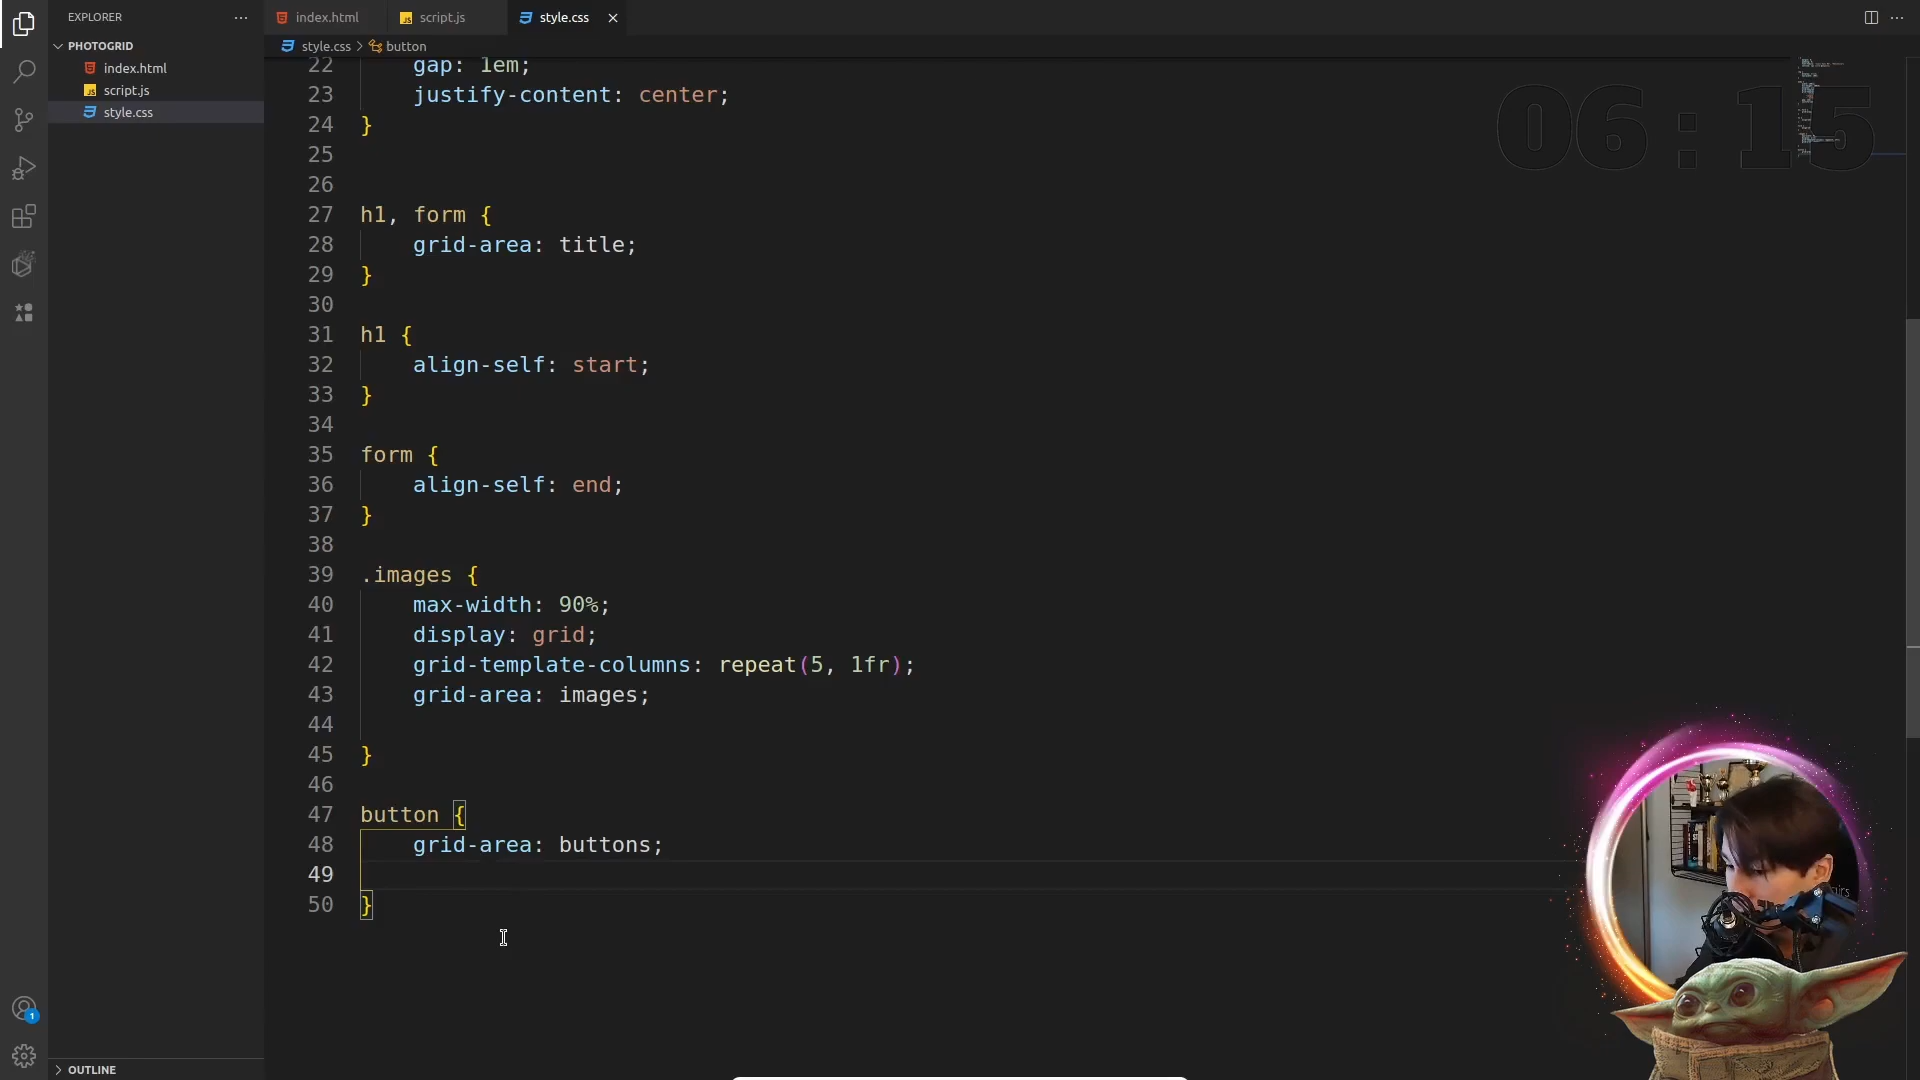 EXPLORER
PHOTOGRID
index.html
script.js
style.css
OUTLINE
1
index.html
script.js
style.css
style.css > button
06:15
22 gap: 1em;
23 justify-content: center;
24 }
25
26
27 h1, form {
28 grid-area: title;
29 }
30
31 h1 {
32 align-self: start;
33 }
34
35 form {
36 align-self: end;
37 }
38
39 .images {
40 max-width: 90%;
41 display: grid;
42 grid-template-columns: repeat(5, 1fr);
43 grid-area: images;
44
45 }
46
47 button {
48 grid-area: buttons;
49
50 }